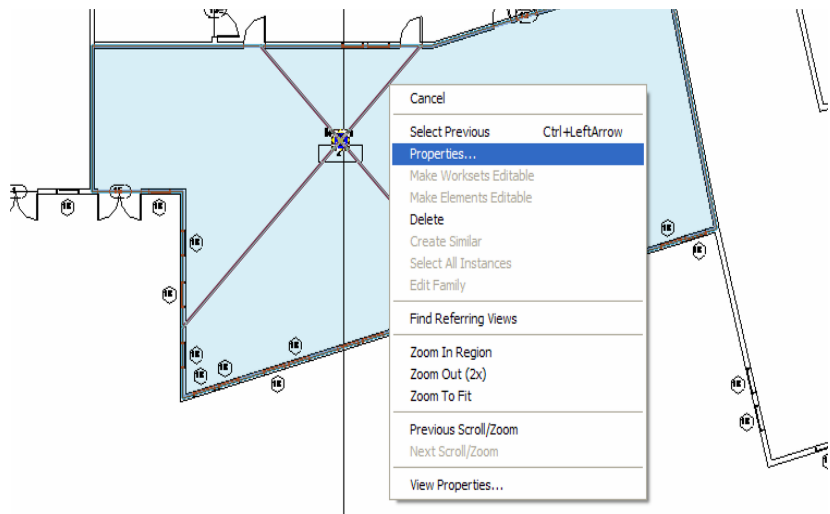 Cancel
Select Previous Ctrl+LeftArrow
Properties...
Make Worksets Editable
Make Elements Editable
Delete
Create Similar
Select All Instances
Edit Family
Find Referring Views
Zoom In Region
Zoom Out (2x)
Zoom To Fit
Previous Scroll/Zoom
Next Scroll/Zoom
View Properties...